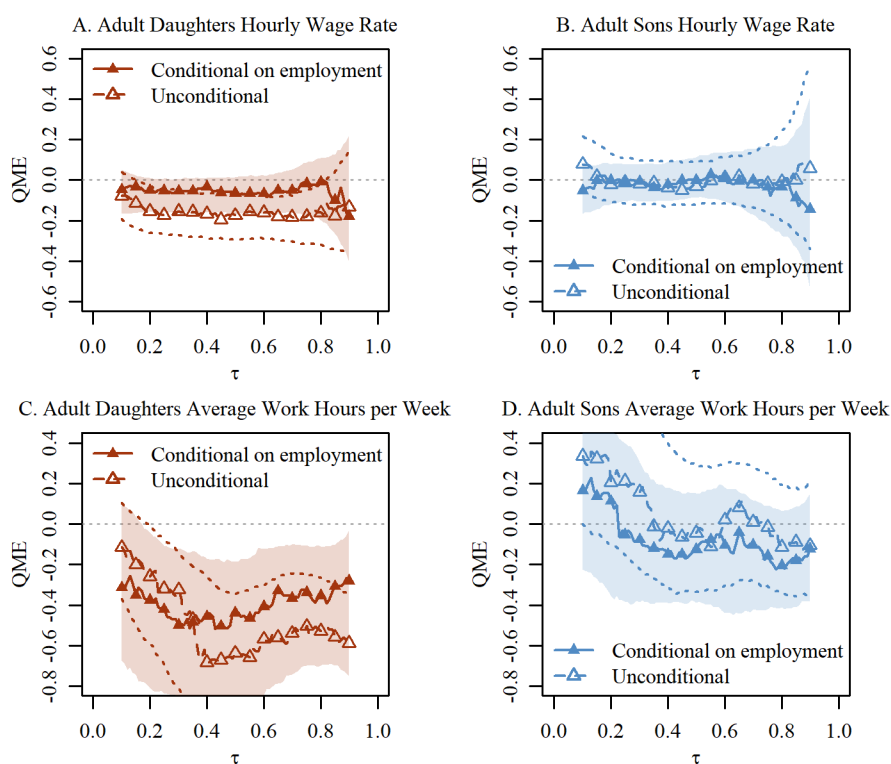 A. Adult Daughters Hourly Wage Rate
Conditional on employment
Unconditional
QME
0.6
0.4
0.2
0.0
-0.2
-0.4
-0.6
0.0 0.2 0.4 0.6 0.8 1.0
τ
B. Adult Sons Hourly Wage Rate
QME
0.6
0.4
0.2
0.0
-0.2
-0.4
-0.6
Conditional on employment
Unconditional
0.0 0.2 0.4 0.6 0.8 1.0
τ
C. Adult Daughters Average Work Hours per Week
Conditional on employment
Unconditional
QME
0.4
0.2
0.0
-0.2
-0.4
-0.6
-0.8
0.0 0.2 0.4 0.6 0.8 1.0
τ
D. Adult Sons Average Work Hours per Week
QME
0.4
0.2
0.0
-0.2
-0.4
-0.6
-0.8
Conditional on employment
Unconditional
0.0 0.2 0.4 0.6 0.8 1.0
τ